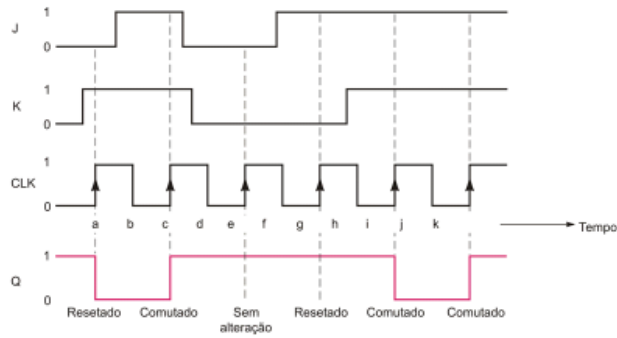 1
J
0
1
K
0
1
CLK
0
a b c d e f g h i j k
Tempo
1
Q
0
Resetado Comutado Sem alteração Resetado Comutado Comutado